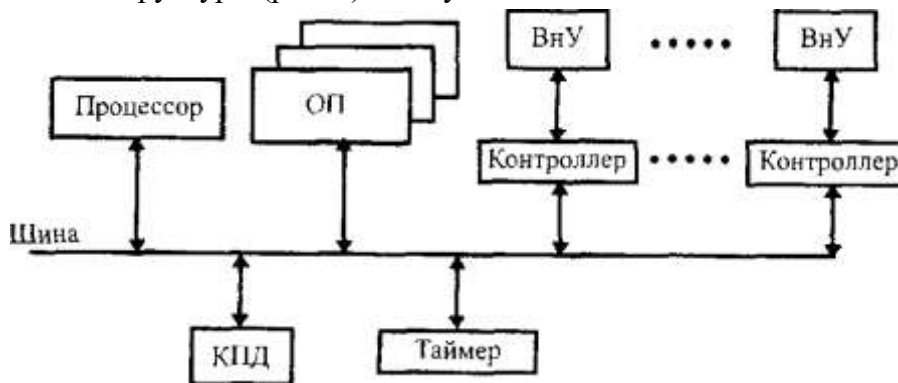 ВнУ ВнУ
Процессор ОП
Контроллер Контроллер
Шина
КПД Таймер